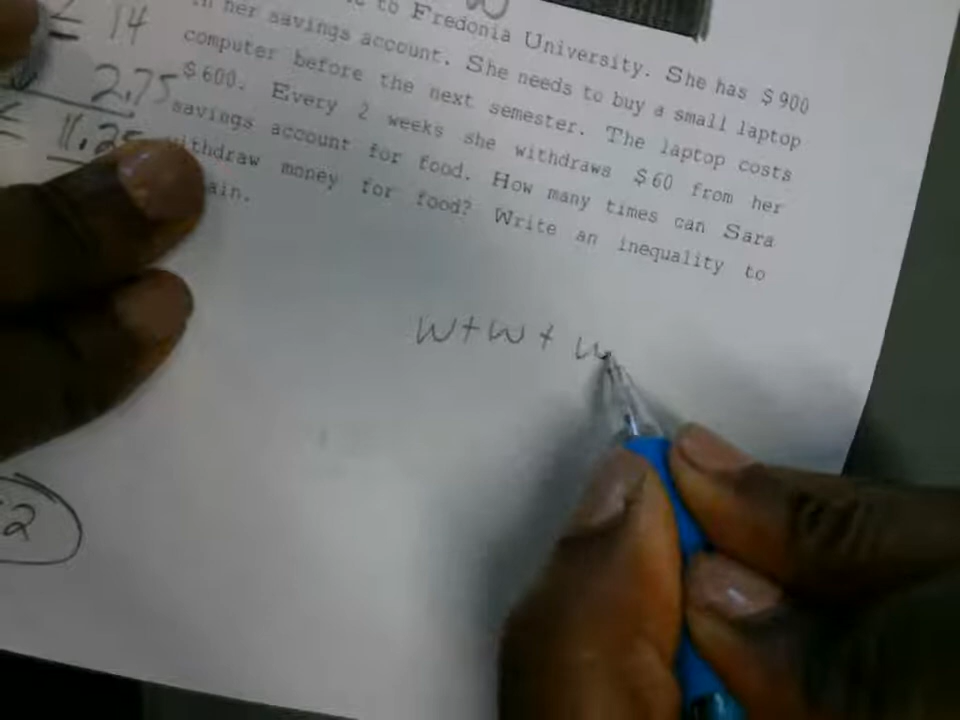 to Fredonia University. She has $900
her savings account. She needs to buy a small laptop
computer before the next semester. The laptop costs
$600. Every 2 weeks she withdraws $60 from her
savings account for food. How many times can Sara
withdraw money for food? Write an inequality to
14
2.75
11.25
w+w+w
2